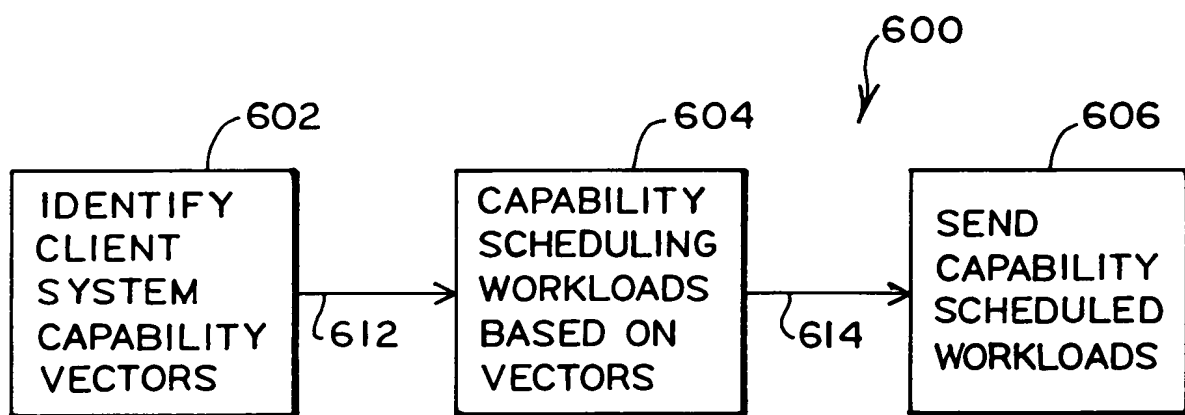 600
602
604
606
IDENTIFY
CLIENT
SYSTEM
CAPABILITY
VECTORS
612
CAPABILITY
SCHEDULING
WORKLOADS
BASED ON
VECTORS
614
SEND
CAPABILITY
SCHEDULED
WORKLOADS